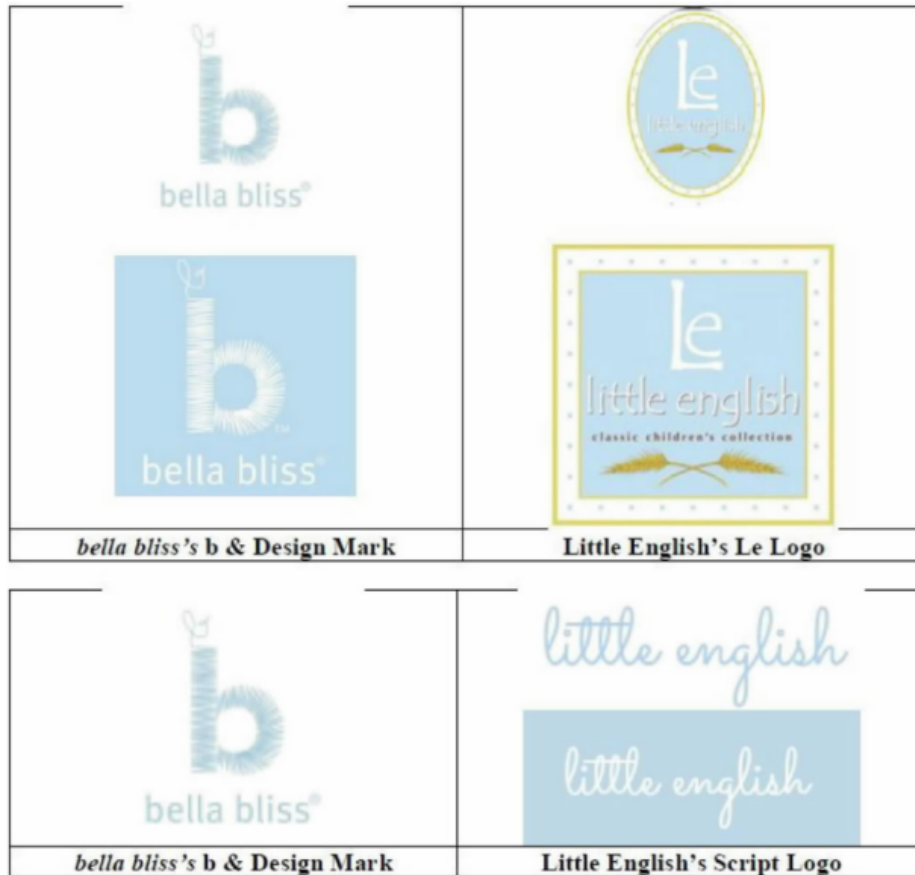 b
bella bliss®
b™
bella bliss®
Le
little english
Le
little english
classic children's collection
bella bliss's b & Design Mark
Little English's Le Logo
b
bella bliss®
little english
little english
bella bliss's b & Design Mark
Little English's Script Logo